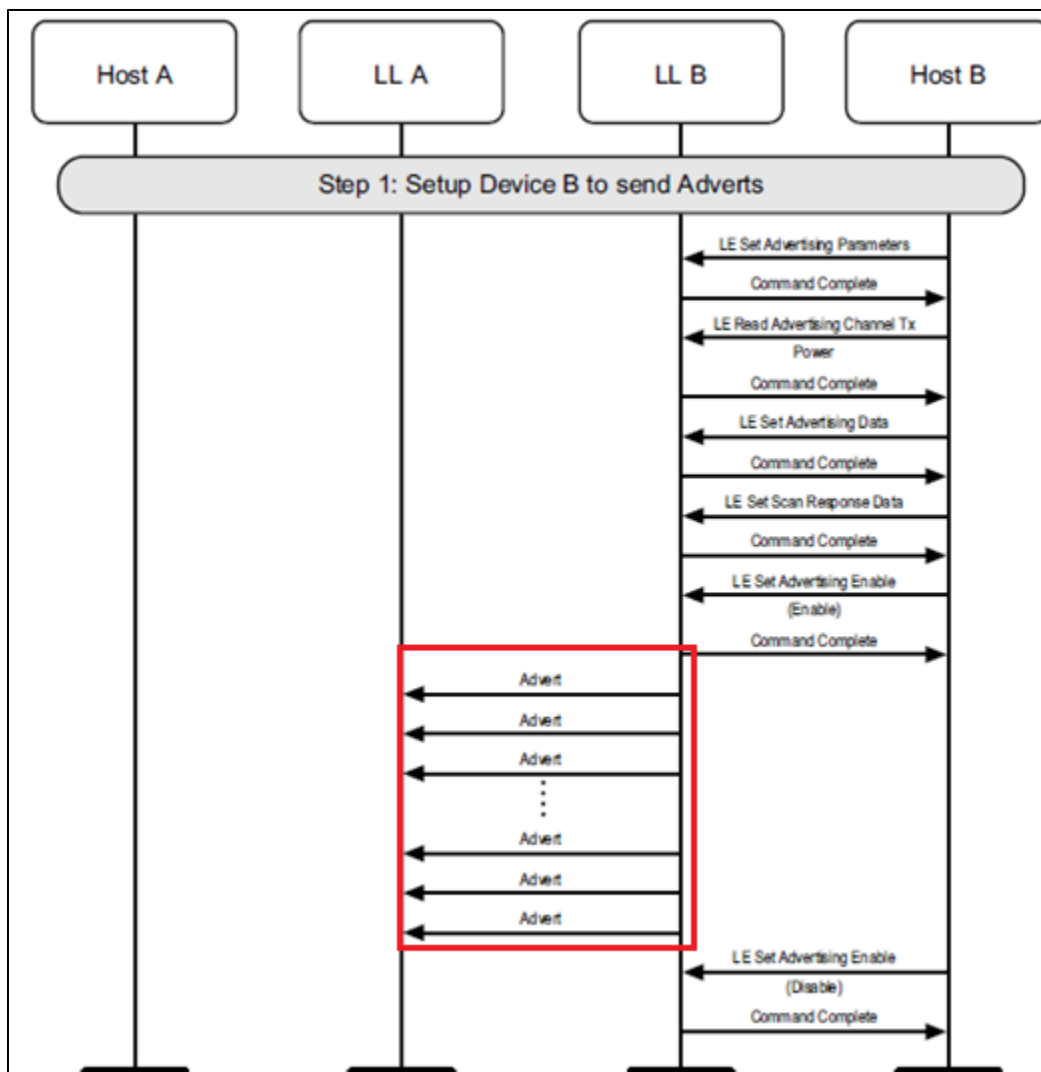 Host A
LL A
LL B
Host B
Step 1: Setup Device B to send Adverts
LE Set Advertising Parameters
Command Complete
LE Read Advertising Channel Tx
Power
Command Complete
LE Set Advertising Data
Command Complete
LE Set Scan Response Data
Command Complete
LE Set Advertising Enable
(Enable)
Command Complete
Advert
Advert
Advert
Advert
Advert
Advert
LE Set Advertising Enable
(Disable)
Command Complete